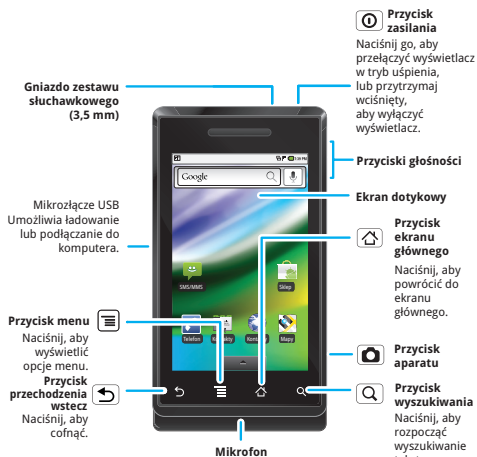 Przycisk
zasilania
Naciśnij go, aby
przełączyć wyświetlacz
w tryb uśpienia,
lub przytrzymaj
wciśnięty,
aby wyłączyć
wyświetlacz.
Gniazdo zestawu
słuchawkowego
(3,5 mm)
Przyciski głośności
Ekran dotykowy
Mikrozłącze USB
Umożliwia ładowanie
lub podłączanie do
komputera.
Google
SMS/MMS
Sklep
Telefon
Mapy
Przycisk
ekranu
głównego
Naciśnij, aby
powrócić do
ekranu
głównego.
Przycisk menu
Naciśnij, aby
wyświetlić
opcje menu.
Przycisk
przechodzenia
wstecz
Naciśnij, aby
cofnąć.
Przycisk
aparatu
Przycisk
wyszukiwania
Naciśnij, aby
rozpocząć
wyszukiwanie
Mikrofon